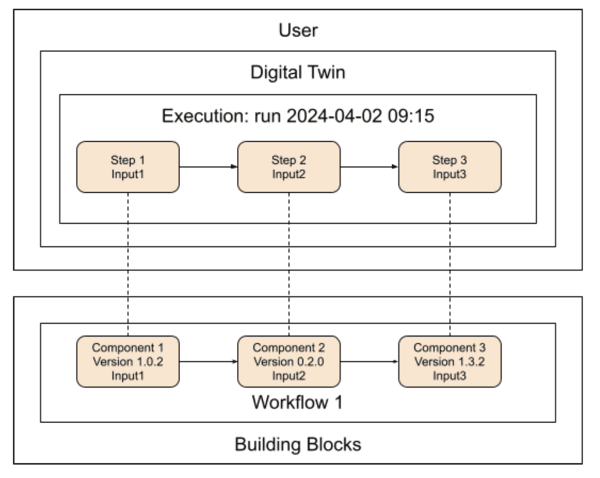 User
Digital Twin
Execution: run 2024-04-02 09:15
Step 1
Input1
Step 2
Input2
Step 3
Input3
Component 1
Version 1.0.2
Input1
Component 2
Version 0.2.0
Input2
Component 3
Version 1.3.2
Input3
Workflow 1
Building Blocks